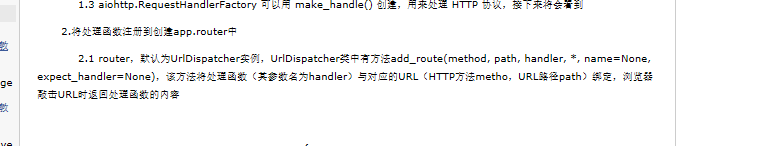 1.3 aiohttp.RequestHandlerFactory 可以用 make_handle() 创建，用来处理 HTTP 协议，接下来将会看到
2.将处理函数注册到创建app.router中
数
2.1 router，默认为UrlDispatcher实例，UrlDispatcher类中有方法add_route(method, path, handler, *, name=None,
expect_handler=None)，该方法将处理函数（其参数名为handler）与对应的URL（HTTP方法metho，URL路径path）绑定，浏览器
ge
敲击URL时返回处理函数的内容
数
ve